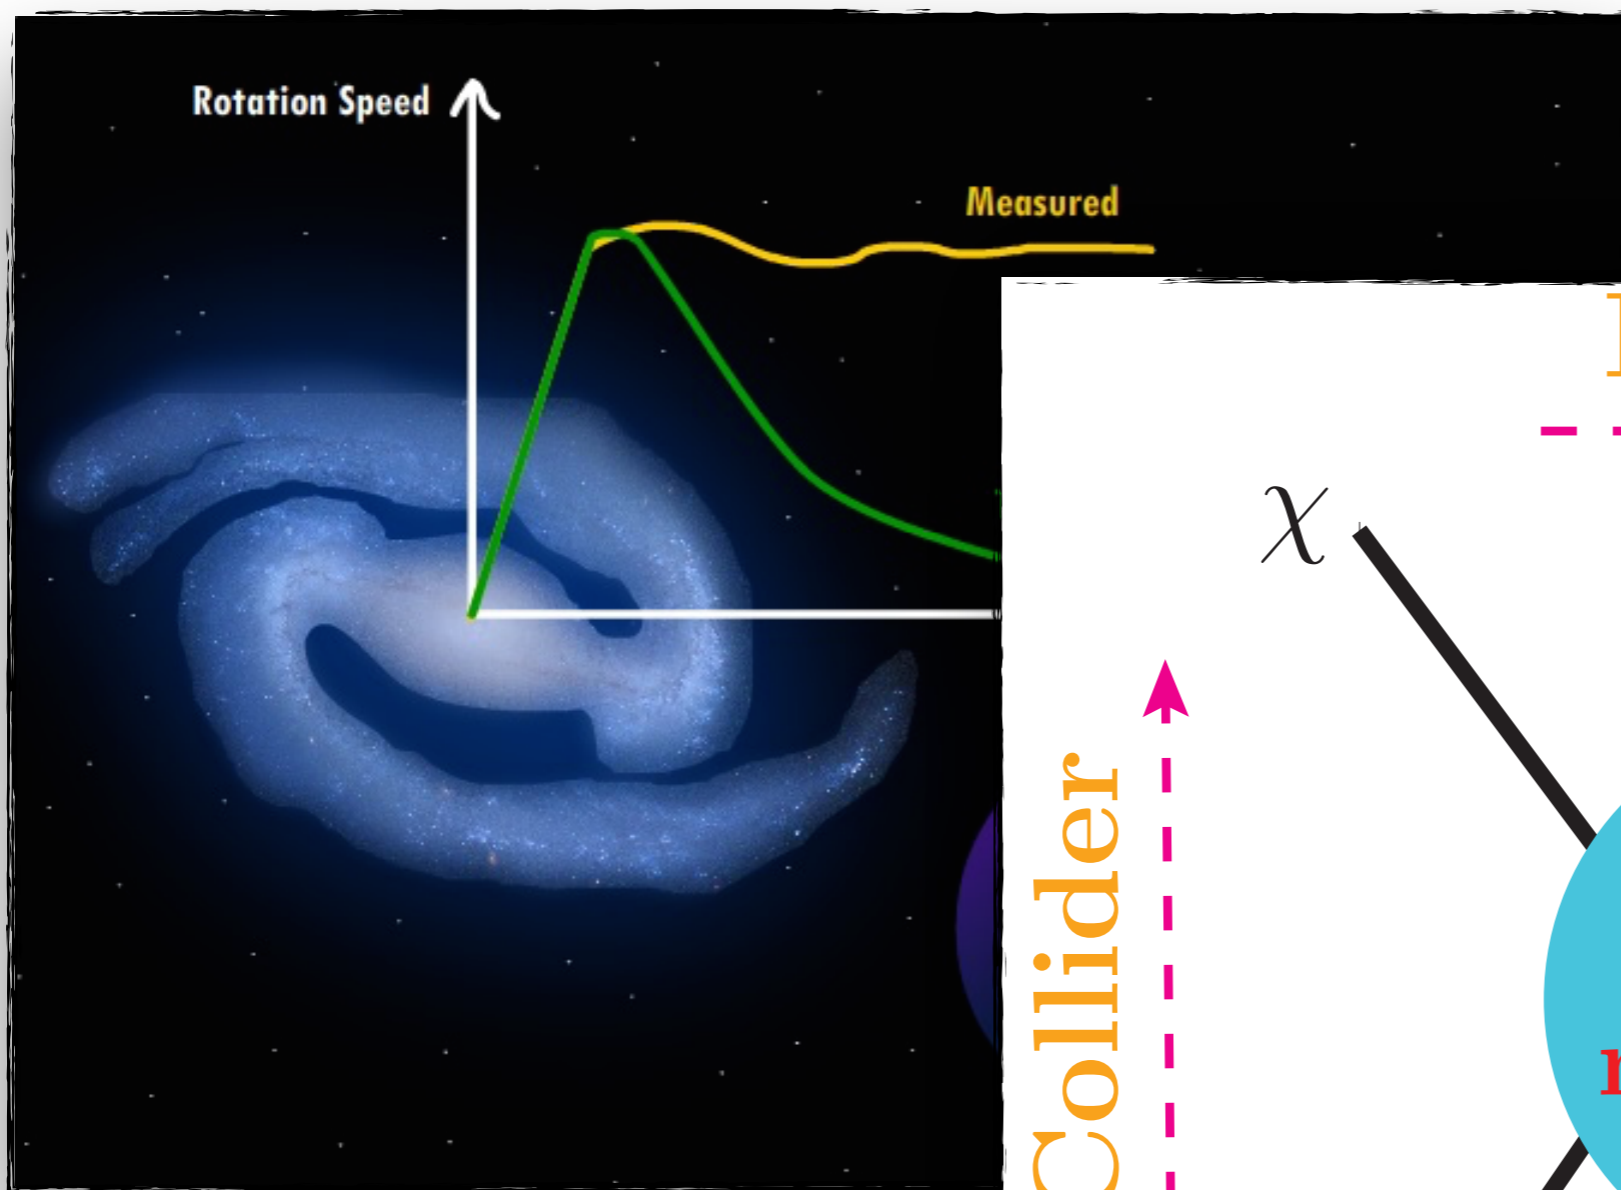 Rotation Speed
Measured
χ
Collider